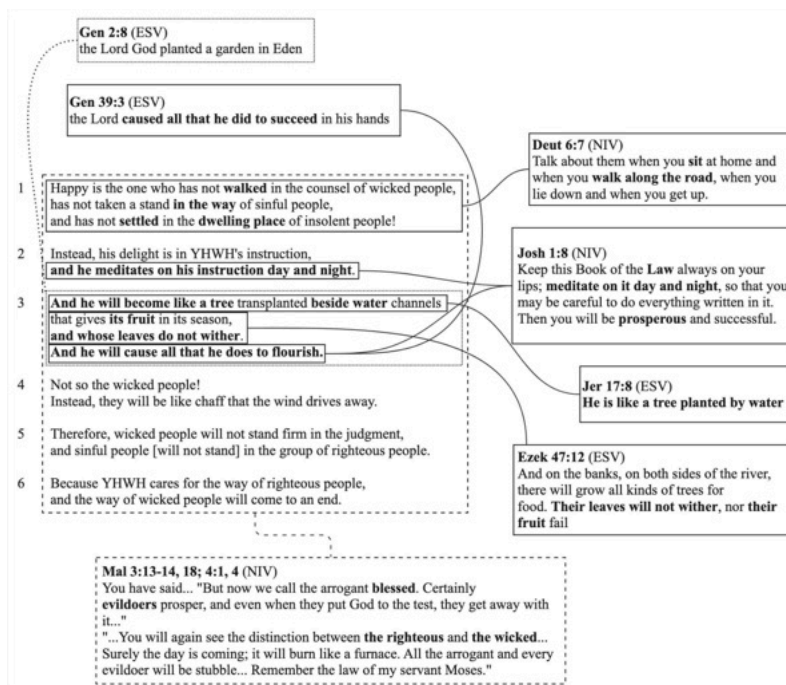 Gen 2:8 (ESV)
the Lord God planted a garden in Eden
Gen 39:3 (ESV)
the Lord caused all that he did to succeed in his hands
Deut 6:7 (NIV)
Talk about them when you sit at home and
when you walk along the road, when you
lie down and when you get up.
1 Happy is the one who has not walked in the counsel of wicked people,
has not taken a stand in the way of sinful people,
and has not settled in the dwelling place of insolent people!
2 Instead, his delight is in YHWH's instruction,
and he meditates on his instruction day and night.
Josh 1:8 (NIV)
Keep this Book of the Law always on your
lips; meditate on it day and night, so that you
may be careful to do everything written in it.
Then you will be prosperous and successful.
3 And he will become like a tree transplanted beside water channels
that gives its fruit in its season,
and whose leaves do not wither.
And he will cause all that he does to flourish.
Jer 17:8 (ESV)
He is like a tree planted by water
4 Not so the wicked people!
Instead, they will be like chaff that the wind drives away.
5 Therefore, wicked people will not stand firm in the judgment,
and sinful people [will not stand] in the group of righteous people.
Ezek 47:12 (ESV)
And on the banks, on both sides of the river,
there will grow all kinds of trees for
food. Their leaves will not wither, nor their
fruit fail
6 Because YHWH cares for the way of righteous people,
and the way of wicked people will come to an end.
Mal 3:13-14, 18; 4:1, 4 (NIV)
You have said... "But now we call the arrogant blessed. Certainly
evildoers prosper, and even when they put God to the test, they get away with
it..."
"...You will again see the distinction between the righteous and the wicked...
Surely the day is coming; it will burn like a furnace. All the arrogant and every
evildoer will be stubble... Remember the law of my servant Moses."